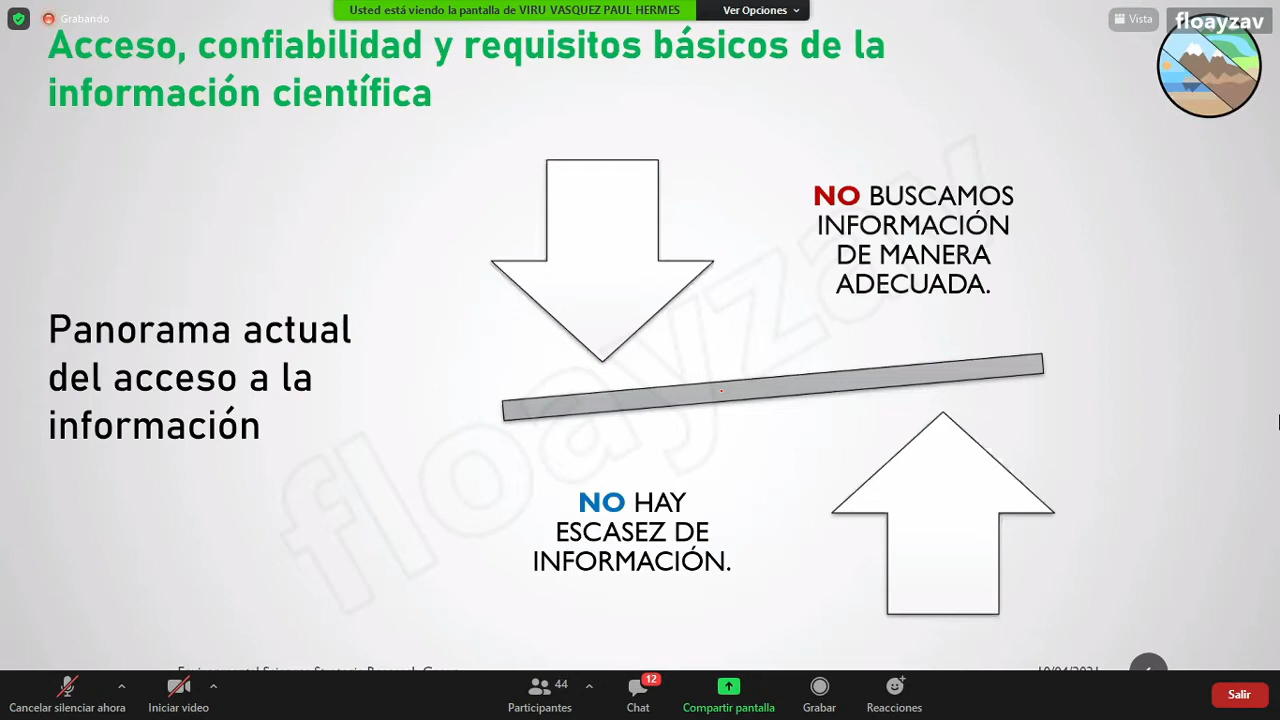 Grabando
Usted está viendo la pantalla de VIRU VASQUEZ PAUL HERMES
Ver Opciones
Vista
floayzav
Acceso, confiabilidad y requisitos básicos de la
información científica
NO BUSCAMOS
INFORMACIÓN
DE MANERA
ADECUADA.
Panorama actual
del acceso a la
información
NO HAY
ESCASEZ DE
INFORMACIÓN.
floayzav
44
12
Cancelar silenciar ahora
Iniciar video
Participantes
Chat
Compartir pantalla
Grabar
Reacciones
Salir